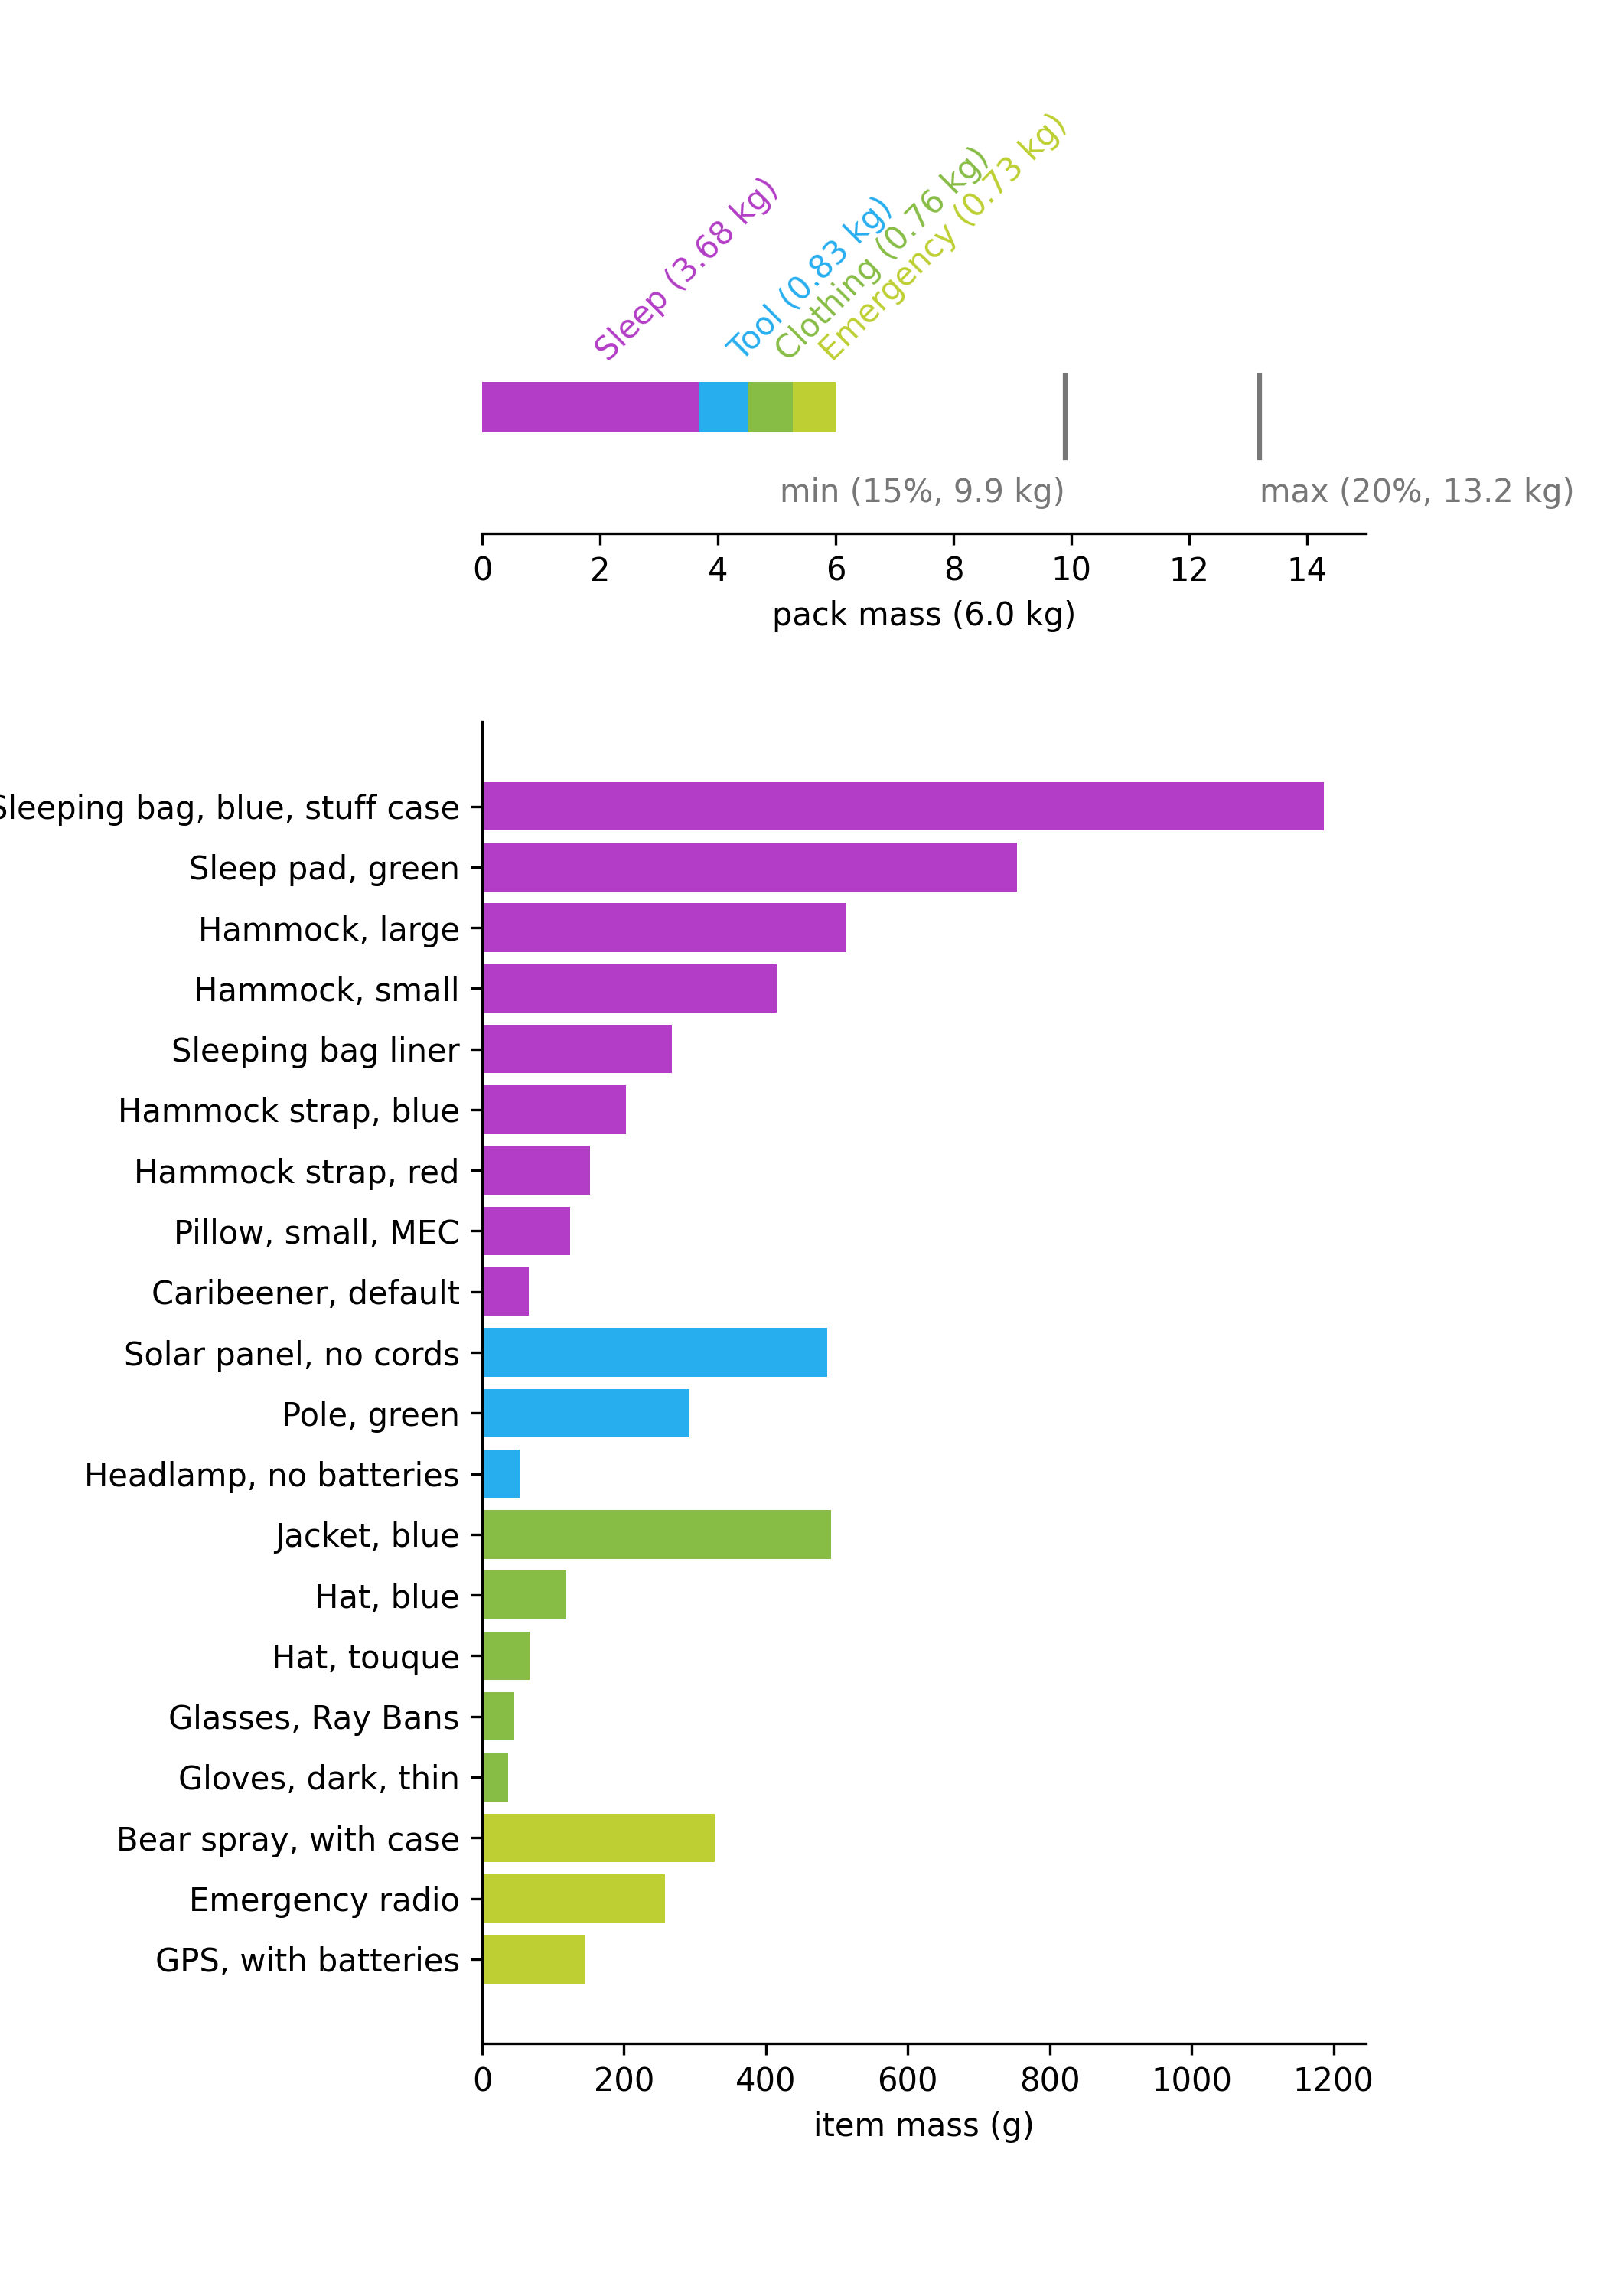 Sleep (3.68 kg)
Tool (0.83 kg)
Clothing (0.76 kg)
Emergency (0.73 kg)
min (15%, 9.9 kg)
max (20%, 13.2 kg)
0 2 4 6 8 10 12 14
pack mass (6.0 kg)
Sleeping bag, blue, stuff case
Sleep pad, green
Hammock, large
Hammock, small
Sleeping bag liner
Hammock strap, blue
Hammock strap, red
Pillow, small, MEC
Caribeener, default
Solar panel, no cords
Pole, green
Headlamp, no batteries
Jacket, blue
Hat, blue
Hat, touque
Glasses, Ray Bans
Gloves, dark, thin
Bear spray, with case
Emergency radio
GPS, with batteries
0 200 400 600 800 1000 1200
item mass (g)